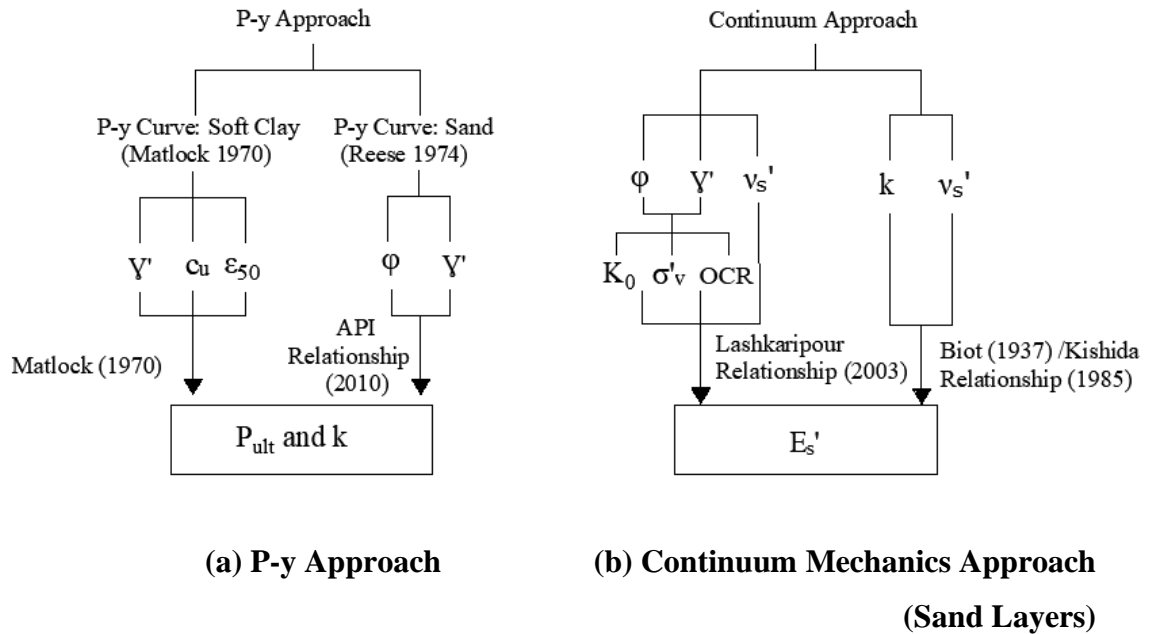 P-y Approach
P-y Curve: Soft Clay
(Matlock 1970)
P-y Curve: Sand
(Reese 1974)
γ' cu ε50
φ γ'
Matlock (1970)
API
Relationship
(2010)
Pult and k
Continuum Approach
φ γ' νs'
k νs'
K0 σ'v OCR
Lashkaripour
Relationship (2003)
Biot (1937) /Kishida
Relationship (1985)
Es'
(a) P-y Approach
(b) Continuum Mechanics Approach
(Sand Layers)